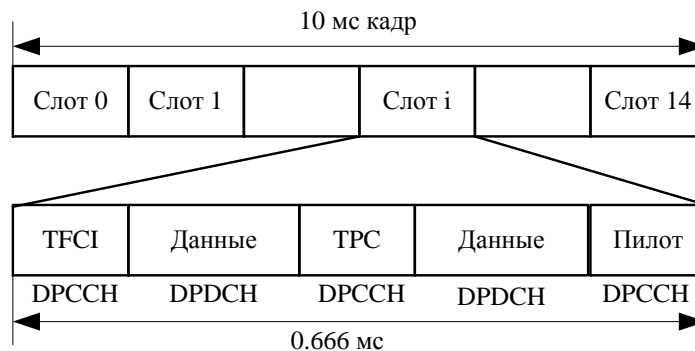 10 мс кадр
Слот 0 Слот 1 Слот i Слот 14
TFCI Данные TPC Данные Пилот
DPCCH DPDCH DPCCH DPDCH DPCCH
0.666 мс